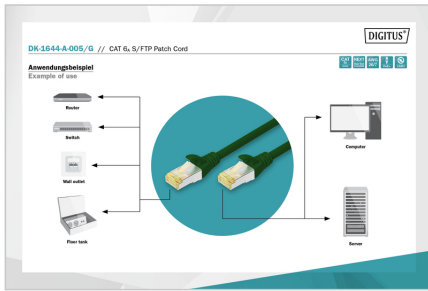 DIGITUS®
DK-1644-A-005/G // CAT 6A S/FTP Patch Cord
Anwendungsbeispiel
Example of use
Router
Switch
Wall outlet
Floor tank
Computer
Server